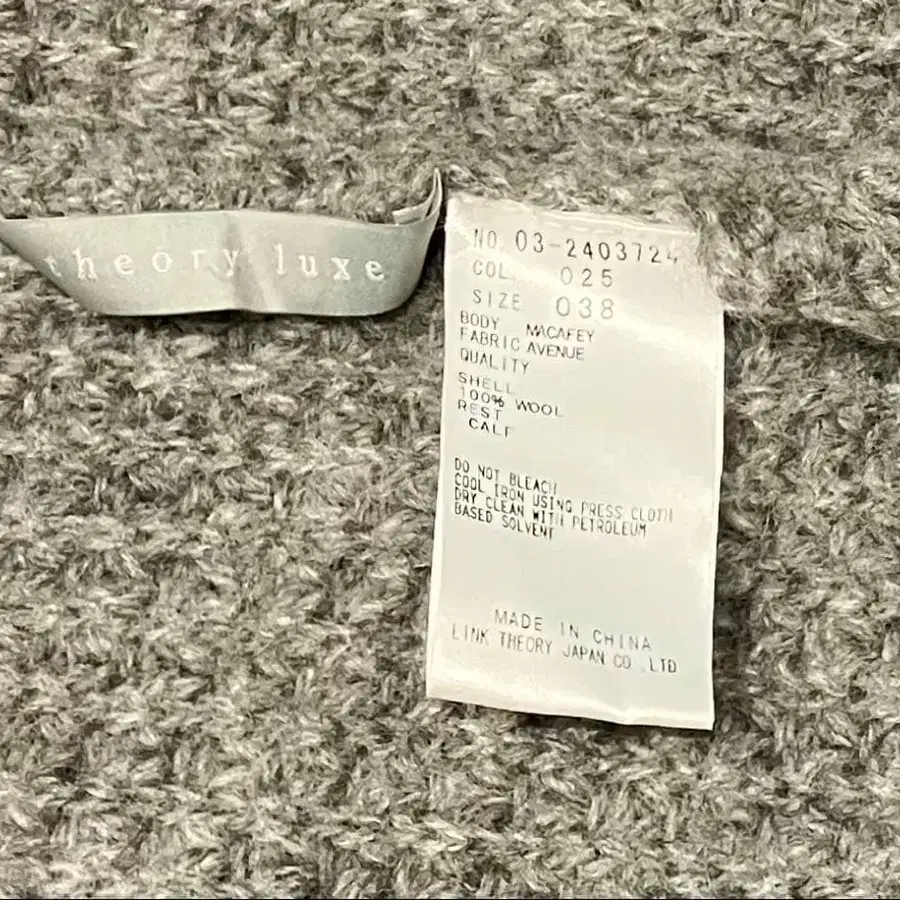 theory luxe
NO. 03-2403724
COL. 025
SIZE 038
BODY MACAFEY
FABRIC AVENUE
QUALITY
SHELL
100% WOOL
REST
CALF
DO NOT BLEACH
COOL IRON USING PRESS CLOTH
DRY CLEAN WITH PETROLEUM
BASED SOLVENT
MADE IN CHINA
LINK THEORY JAPAN CO.,LTD